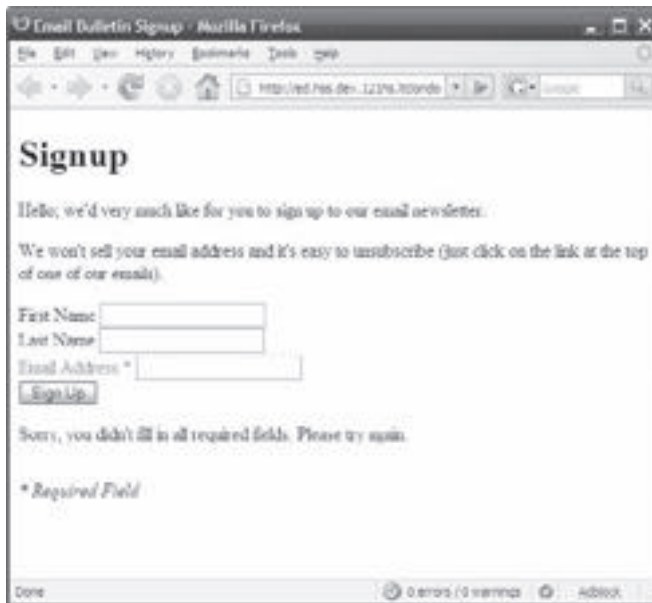 Email Bulletin Signup - Mozilla Firefox
File Edit View History Bookmarks Tools Help
Google
Signup
Hello, we'd very much like for you to sign up to our email newsletter.
We won't sell your email address and it's easy to unsubscribe (just click on the link at the top
of one of our emails).
First Name
Last Name
Email Address *
Sign Up
Sorry, you didn't fill in all required fields. Please try again.
* Required Field
Done 0 errors / 0 warnings Adblock